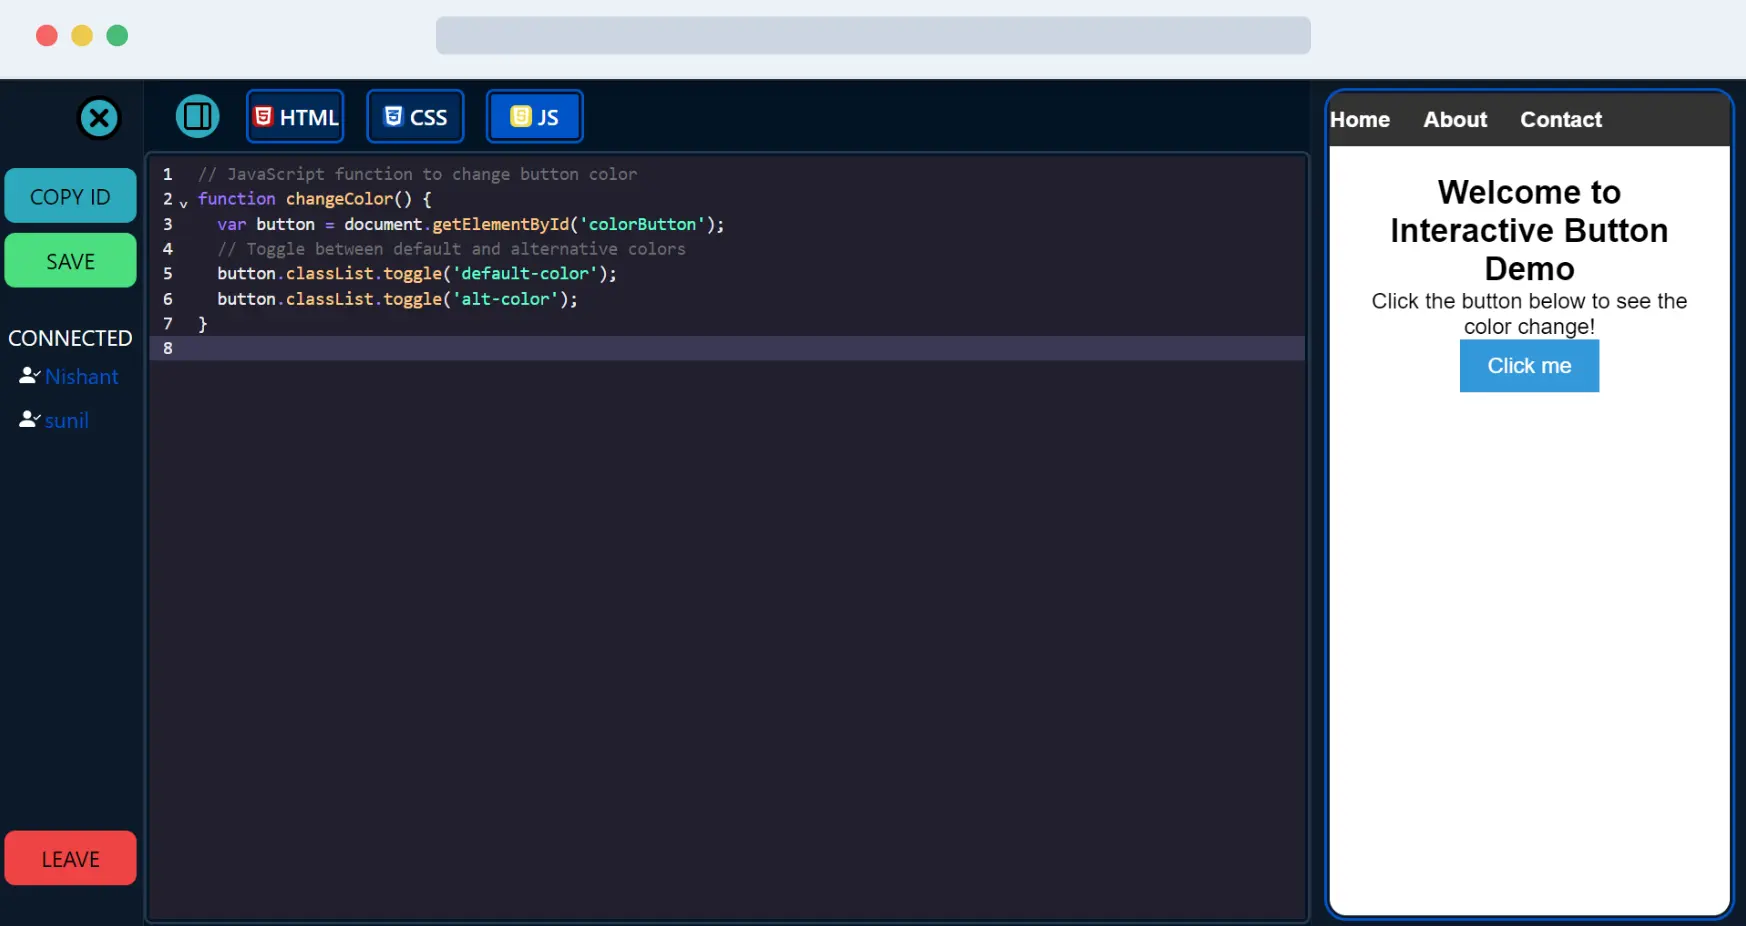 COPY ID
SAVE
CONNECTED
Nishant
sunil
LEAVE
HTML
CSS
JS
1 // JavaScript function to change button color
2 function changeColor() {
3 var button = document.getElementById('colorButton');
4 // Toggle between default and alternative colors
5 button.classList.toggle('default-color');
6 button.classList.toggle('alt-color');
7 }
8
Home About Contact
Welcome to
Interactive Button
Demo
Click the button below to see the
color change!
Click me